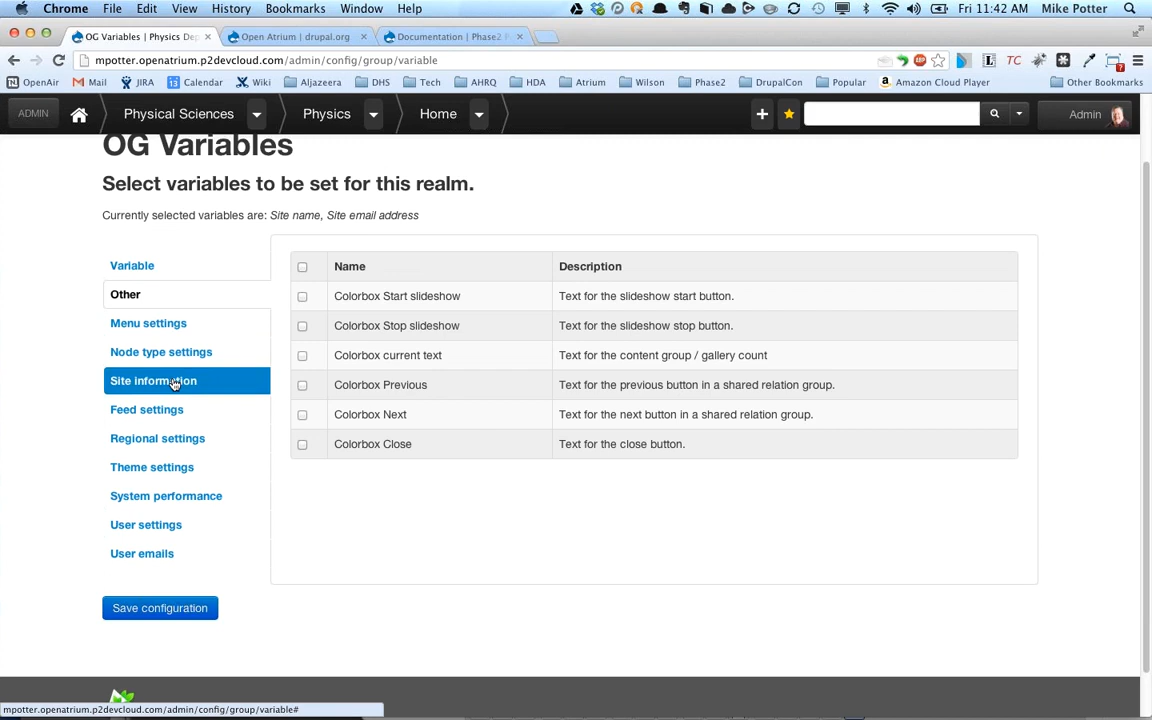 Chrome File Edit View History Bookmarks Window Help Fri 11:42 AM Mike Potter
OG Variables | Physics De Open Atrium | drupal.org Documentation | Phase2
mpotter.openatrium.p2devcloud.com/admin/config/group/variable
OpenAir Mail JIRA Calendar Wiki Aljazeera DHS Tech AHRQ HDA Atrium Wilson Phase2 DrupalCon Popular Amazon Cloud Player Other Bookmarks
ADMIN Physical Sciences Physics Home Admin
OG Variables
Select variables to be set for this realm.
Currently selected variables are: Site name, Site email address
Variable
Other
Menu settings
Node type settings
Site information
Feed settings
Regional settings
Theme settings
System performance
User settings
User emails
Name Description
Colorbox Start slideshow Text for the slideshow start button.
Colorbox Stop slideshow Text for the slideshow stop button.
Colorbox current text Text for the content group / gallery count
Colorbox Previous Text for the previous button in a shared relation group.
Colorbox Next Text for the next button in a shared relation group.
Colorbox Close Text for the close button.
Save configuration
mpotter.openatrium.p2devcloud.com/admin/config/group/variable#